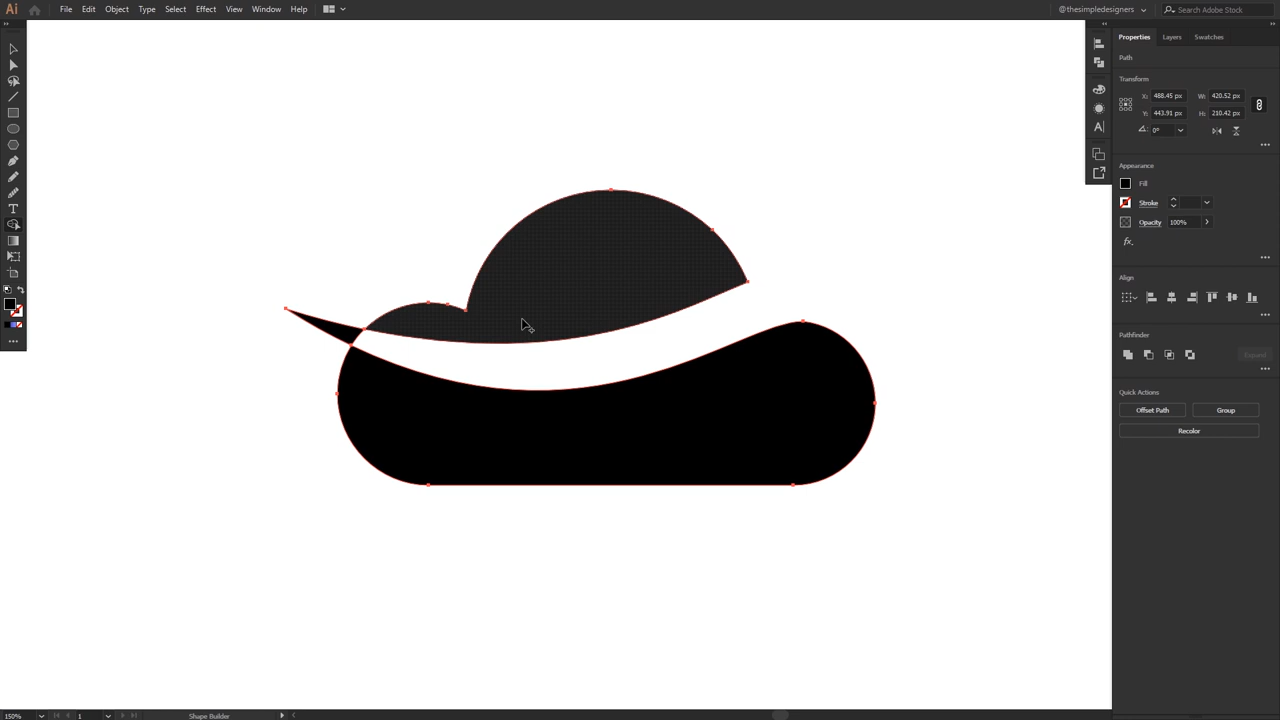 Ai File Edit Object Type Select Effect View Window Help @thesimpledesigners Search Adobe Stock
Properties Layers Swatches
Path
Transform
X: 488.45 px W: 420.52 px
Y: 443.91 px H: 210.42 px
0°
Appearance
Fill
Stroke
Opacity 100%
fx
Align
Pathfinder
Expand
Quick Actions
Offset Path Group
Recolor
150% 1 Shape Builder